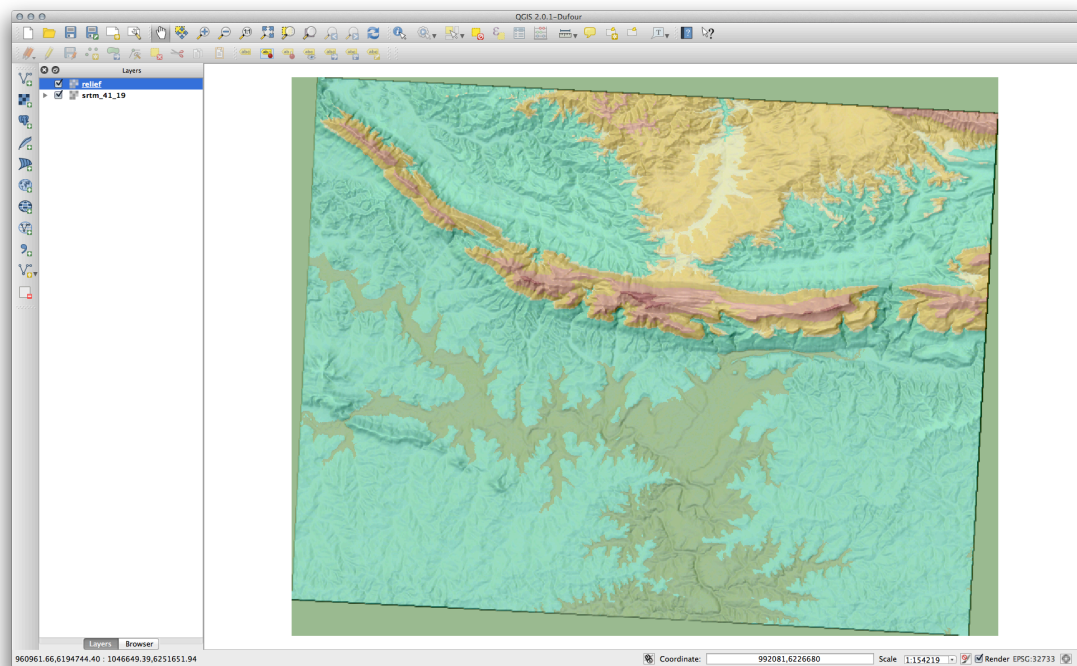 QGIS 2.0.1-Dufour
Layers
relief
srtm_41_19
Layers Browser
960961.66,6194744.40 : 1046649.39,6251651.94 Coordinate: 992081,6226680 Scale 1:154219 Render EPSG:32733